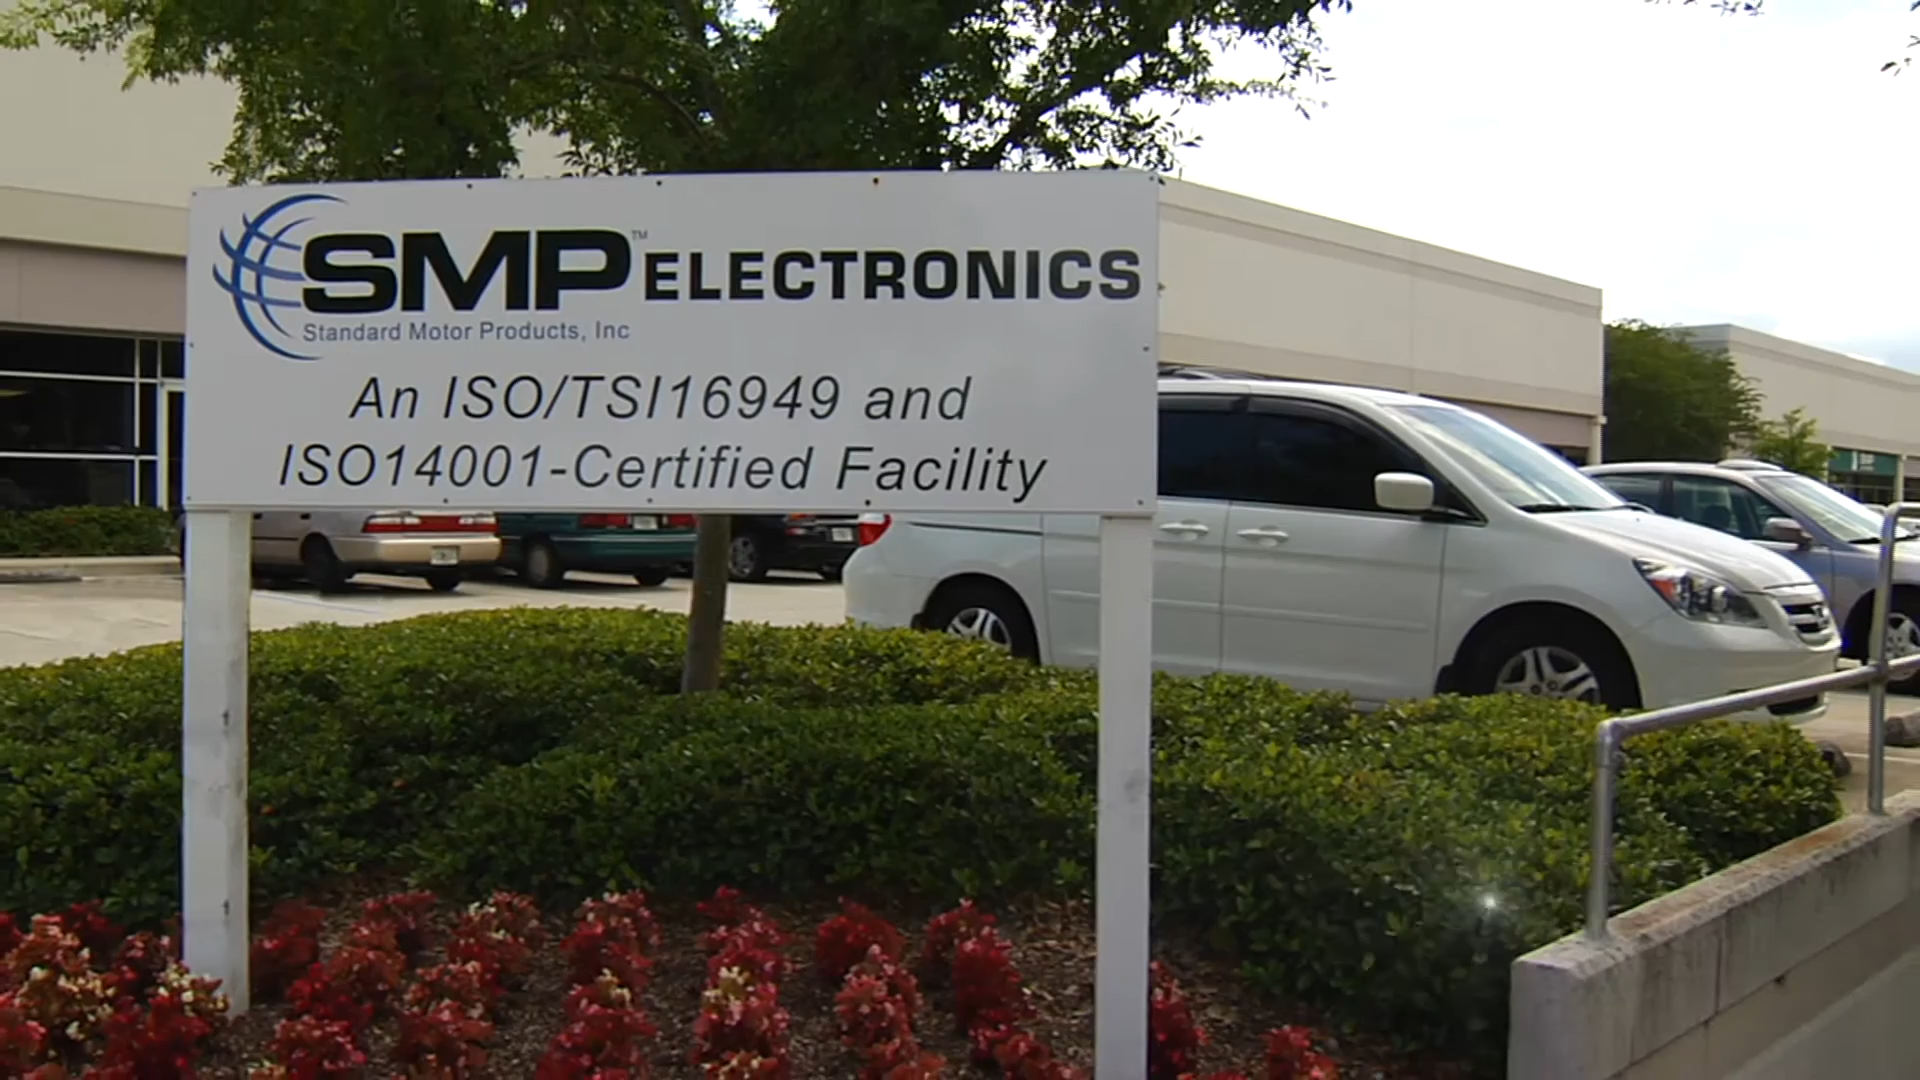 SMP™ ELECTRONICS
Standard Motor Products, Inc
An ISO/TSI16949 and
ISO14001-Certified Facility